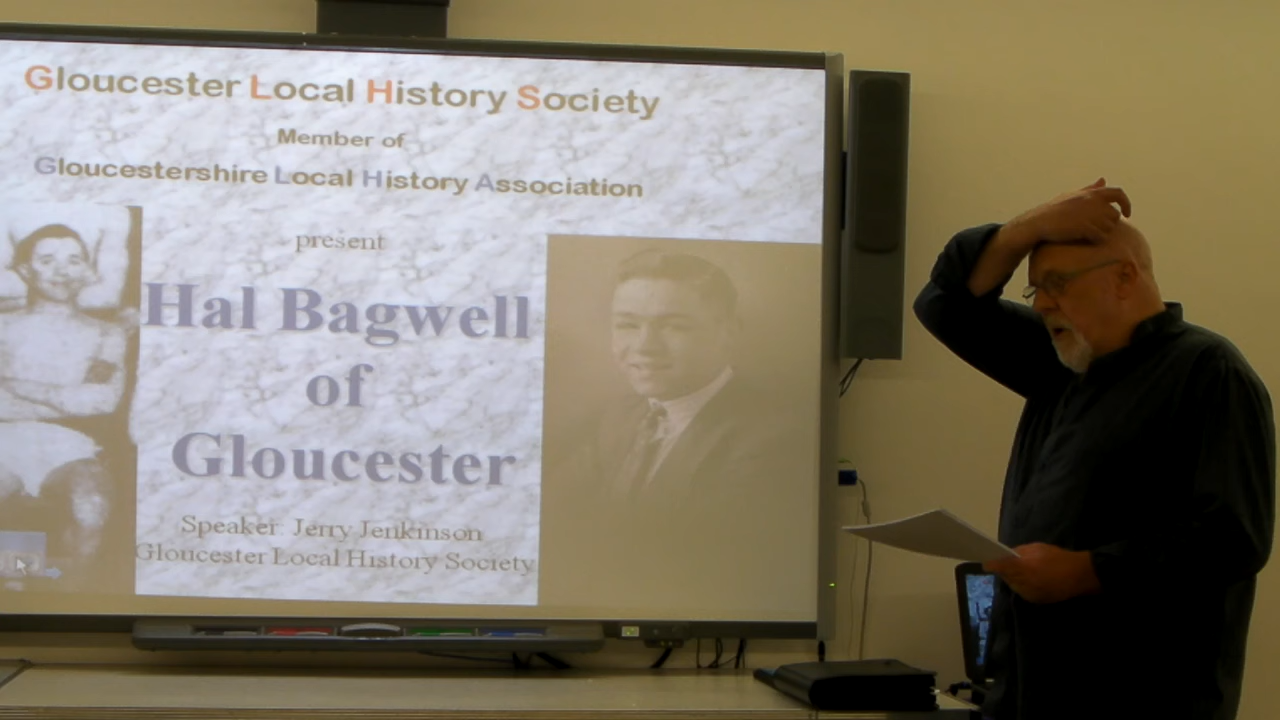 Gloucester Local History Society
Member of
Gloucestershire Local History Association
present
Hal Bagwell
of
Gloucester
Speaker: Jerry Jenkinson
Gloucester Local History Society